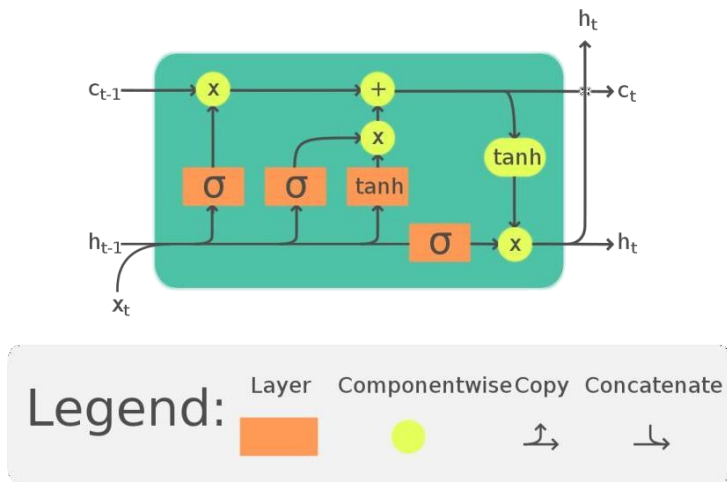 hₜ
cₜ₋₁ x + cₜ
x
tanh
σ σ tanh
hₜ₋₁ σ x hₜ
xₜ
Legend:
Layer Componentwise Copy Concatenate